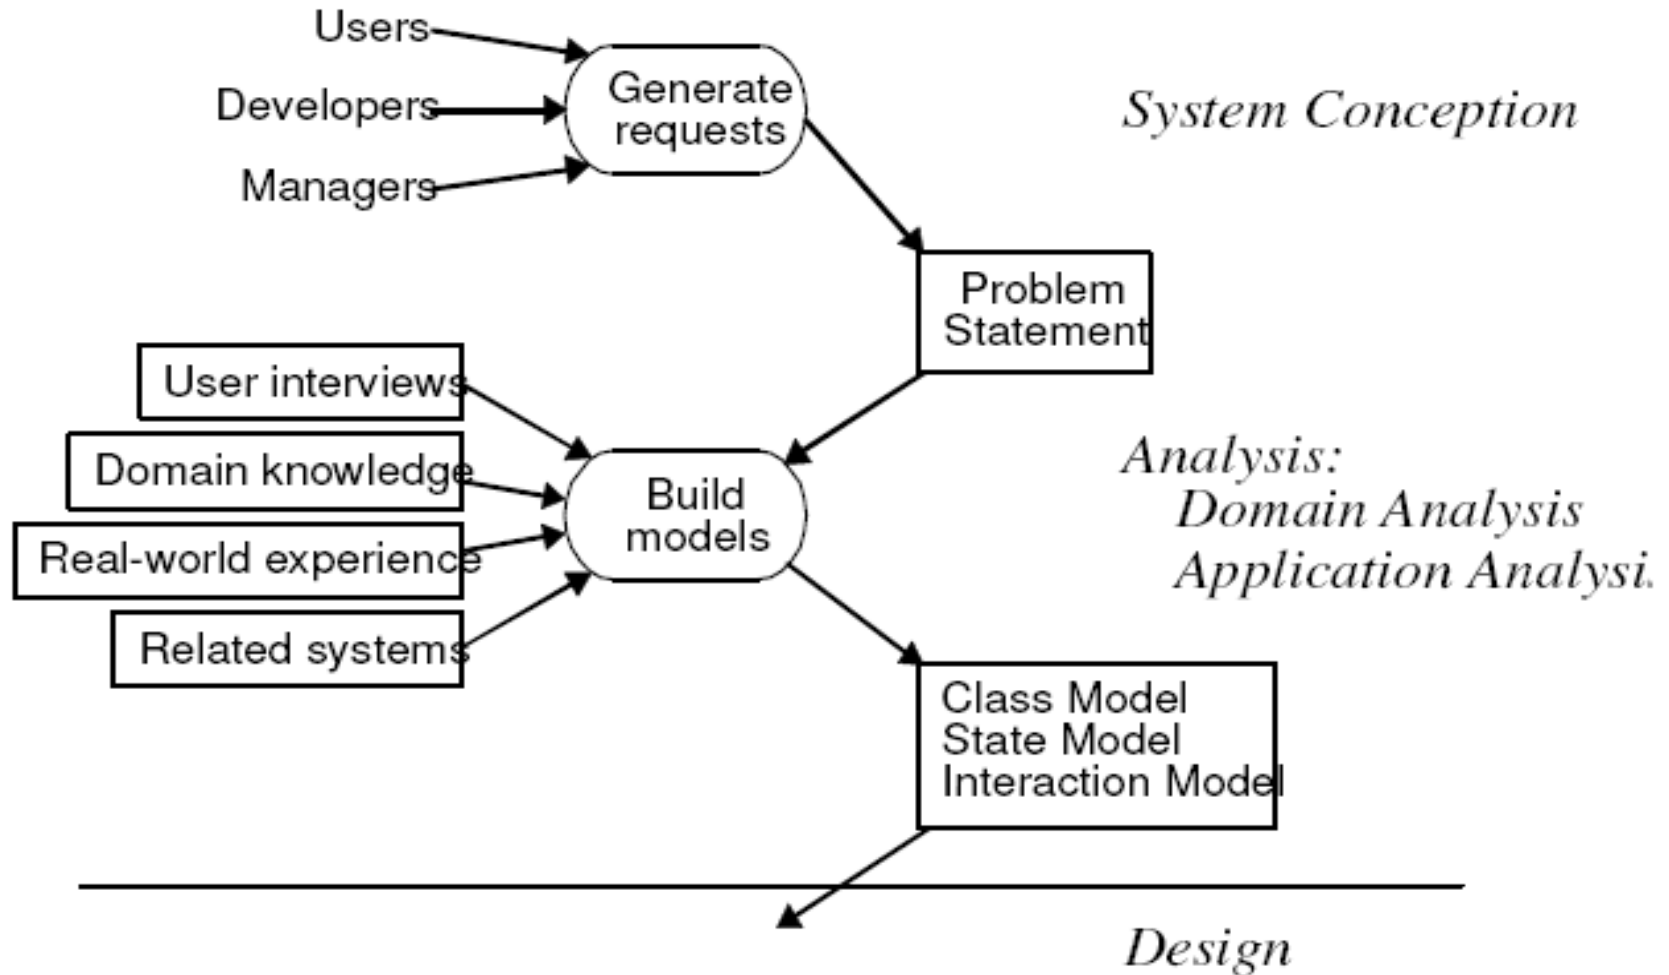 Users
Developers
Managers
Generate
requests
System Conception
Problem
Statement
User interviews
Domain knowledge
Real-world experience
Related systems
Build
models
Analysis:
Domain Analysis
Application Analysi
Class Model
State Model
Interaction Model
Design